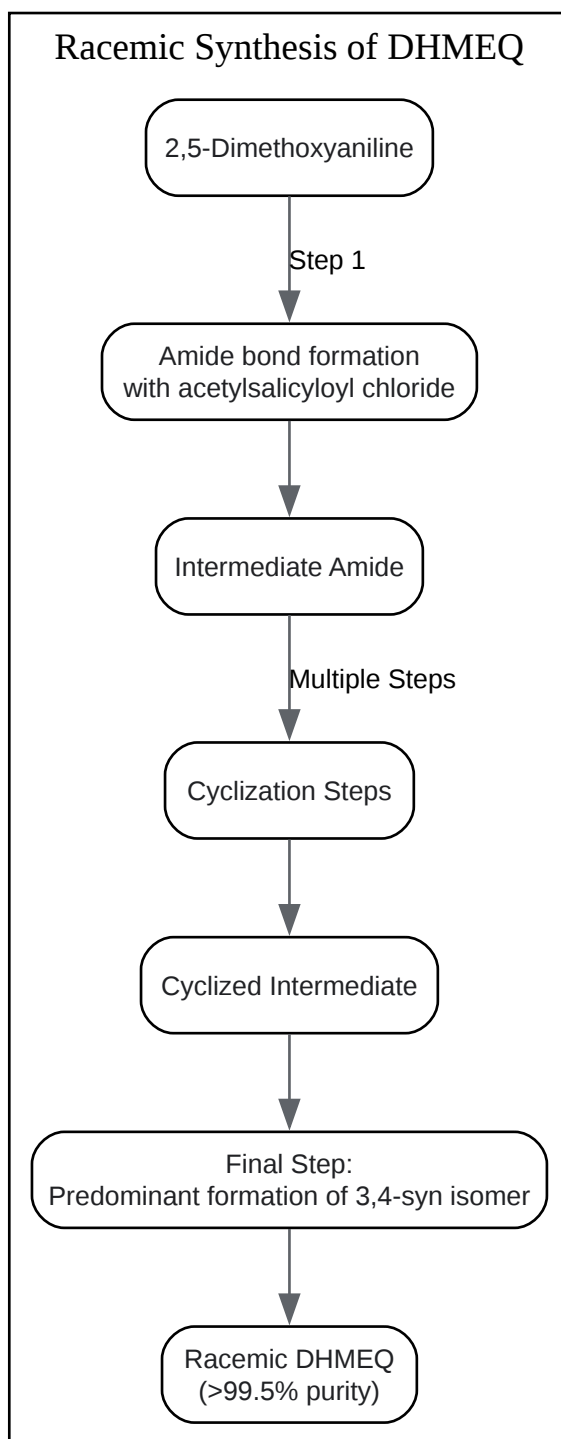 Racemic Synthesis of DHMEQ
2,5-Dimethoxyaniline
Step 1
Amide bond formation
with acetylsalicyloyl chloride
Intermediate Amide
Multiple Steps
Cyclization Steps
Cyclized Intermediate
Final Step:
Predominant formation of 3,4-syn isomer
Racemic DHMEQ
(>99.5% purity)